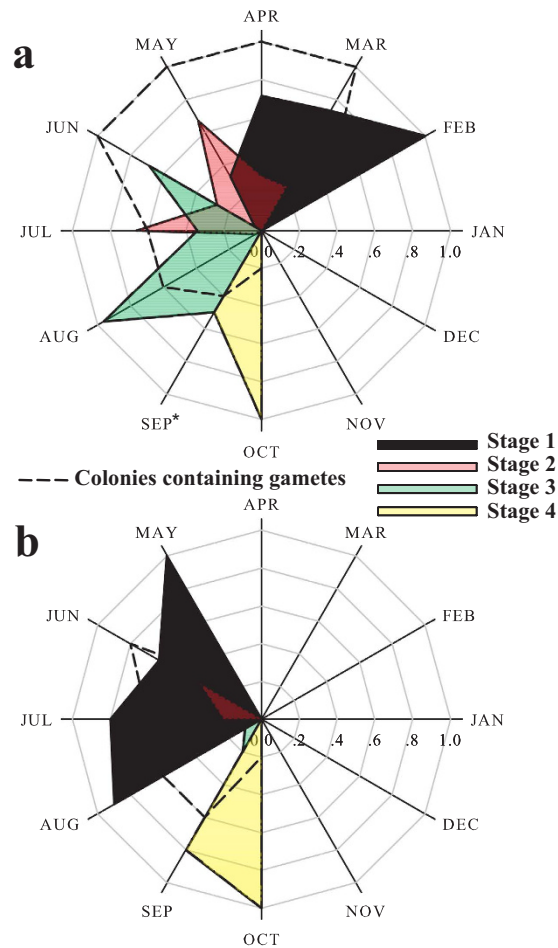 APR
MAY
MAR
a
JUN
FEB
JUL
0.0 .2 .4 .6 .8 1.0
JAN
AUG
DEC
SEP*
NOV
OCT
Stage 1
Colonies containing gametes
Stage 2
Stage 3
Stage 4
APR
b
MAY
MAR
JUN
FEB
JUL
0.0 .2 .4 .6 .8 1.0
JAN
AUG
DEC
SEP
NOV
OCT